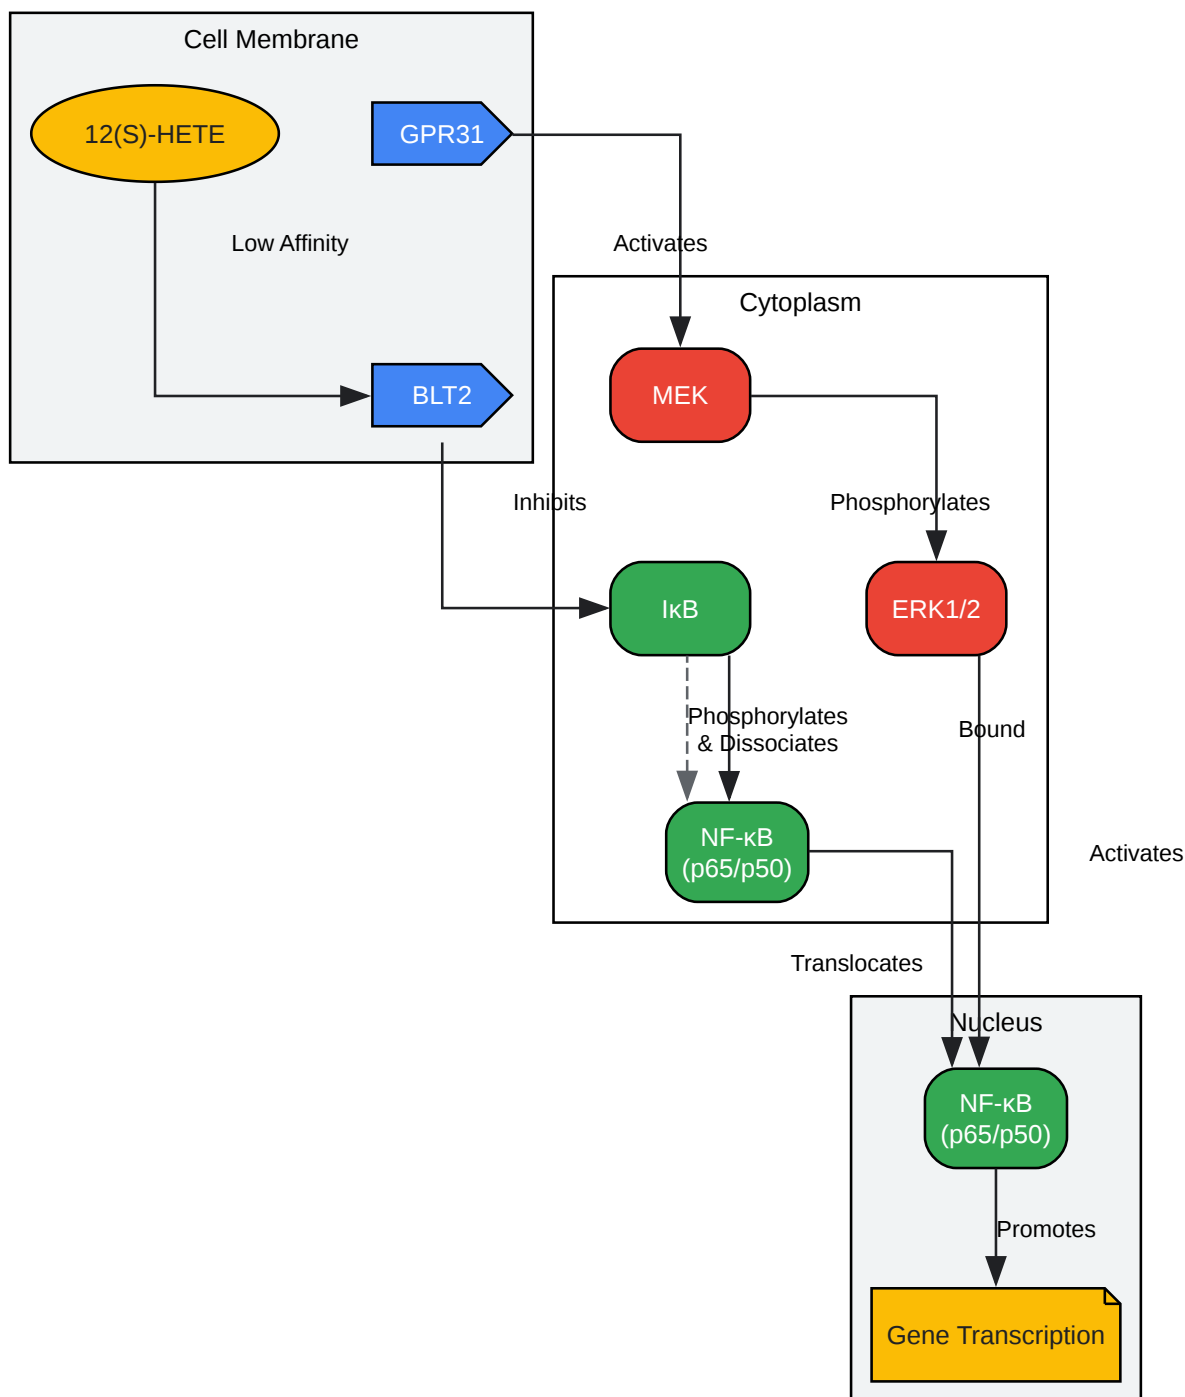 Cell Membrane
12(S)-HETE
GPR31
Low Affinity
Activates
Cytoplasm
BLT2
MEK
Inhibits
Phosphorylates
IκB
ERK1/2
Phosphorylates
& Dissociates
Bound
NF-κB
(p65/p50)
Activates
Translocates
Nucleus
NF-κB
(p65/p50)
Promotes
Gene Transcription